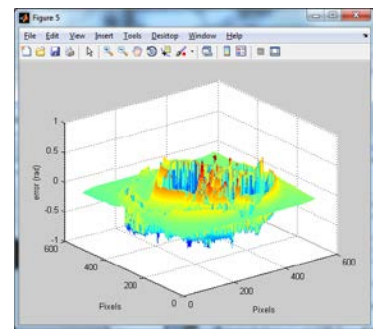 Figure 5
File Edit View Insert Tools Desktop Window Help
1
0.5
0
-0.5
-1
error (rad)
600
400
200
0
Pixels
0
200
400
600
Pixels